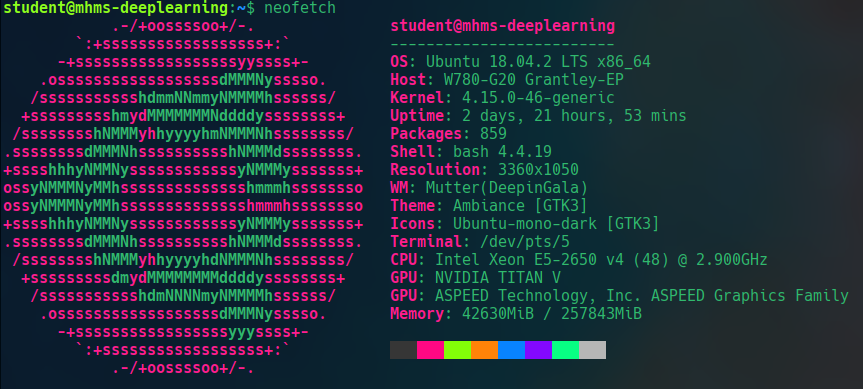 student@mhms-deeplearning:~$ neofetch
            .-/+oossssoo+/-.               student@mhms-deeplearning
        `:+ssssssssssssssssss+:`           -------------------------
      -+ssssssssssssssssssyyssss+-         OS: Ubuntu 18.04.2 LTS x86_64
    .ossssssssssssssssssdMMMNysssso.       Host: W780-G20 Grantley-EP
   /ssssssssssshdmmNNmmyNMMMMhssssss/      Kernel: 4.15.0-46-generic
  +ssssssssshmydMMMMMMMNddddyssssssss+     Uptime: 2 days, 21 hours, 53 mins
 /sssssssshNMMMyhhyyyyhmNMMMNhssssssss/    Packages: 859
.ssssssssdMMMNhsssssssssshNMMMdssssssss.   Shell: bash 4.4.19
+sssshhhyNMMNyssssssssssssyNMMMysssssss+   Resolution: 3360x1050
ossyNMMMNyMMhsssssssssssssshmmmhssssssso   WM: Mutter(DeepinGala)
ossyNMMMNyMMhsssssssssssssshmmmhssssssso   Theme: Ambiance [GTK3]
+sssshhhyNMMNyssssssssssssyNMMMysssssss+   Icons: Ubuntu-mono-dark [GTK3]
.ssssssssdMMMNhsssssssssshNMMMdssssssss.   Terminal: /dev/pts/5
 /sssssssshNMMMyhhyyyyhdNMMMNhssssssss/    CPU: Intel Xeon E5-2650 v4 (48) @ 2.900GHz
  +sssssssssdmydMMMMMMMMddddyssssssss+     GPU: NVIDIA TITAN V
   /ssssssssssshdmNNNNmyNMMMMhssssss/      GPU: ASPEED Technology, Inc. ASPEED Graphics Family
    .ossssssssssssssssssdMMMNysssso.       Memory: 42630MiB / 257843MiB
      -+sssssssssssssssssyyyssss+-
        `:+ssssssssssssssssss+:`
            .-/+oossssoo+/-.